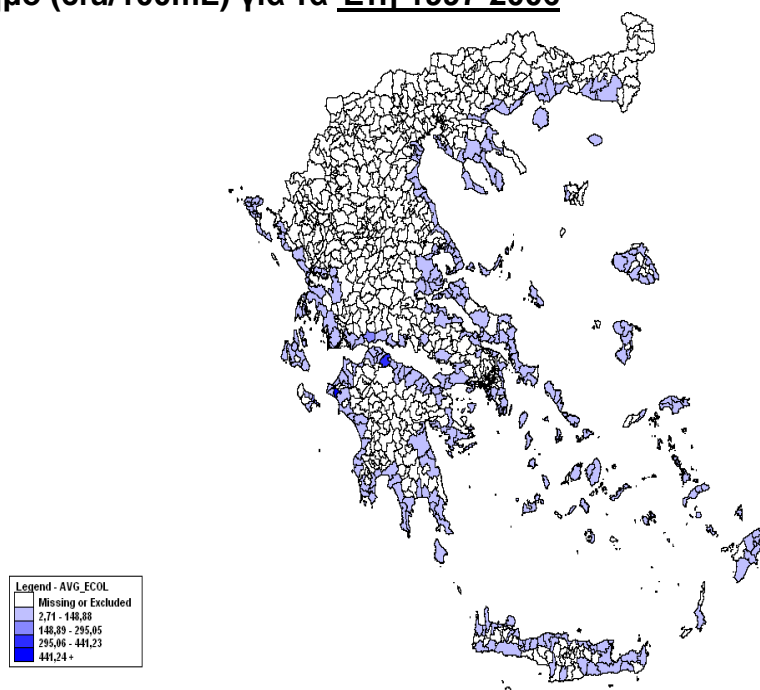 (cfu/100mL) για τα Έτη
Legend - AVG_ECOL
Missing or Excluded
2,71 - 148,88
148,89 - 295,05
295,06 - 441,23
441,24 +